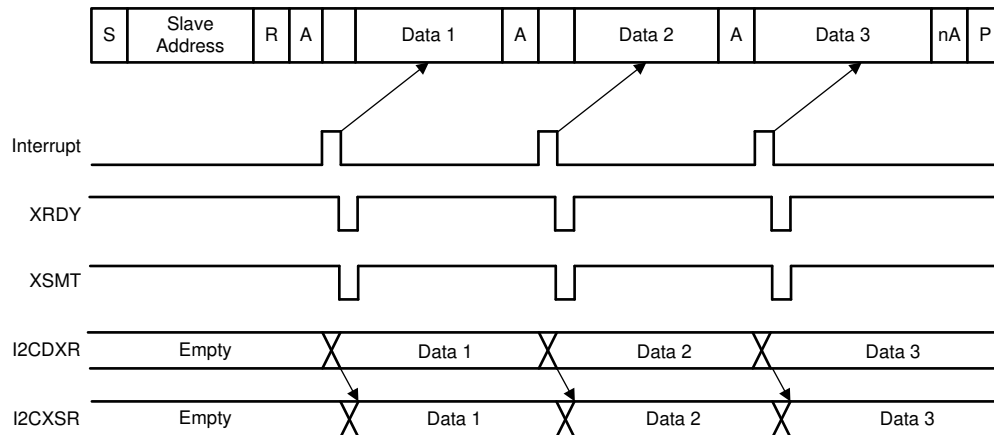 S Slave Address R A Data 1 A Data 2 A Data 3 nA P
Interrupt
XRDY
XSMT
I2CDXR Empty Data 1 Data 2 Data 3
I2CXSR Empty Data 1 Data 2 Data 3